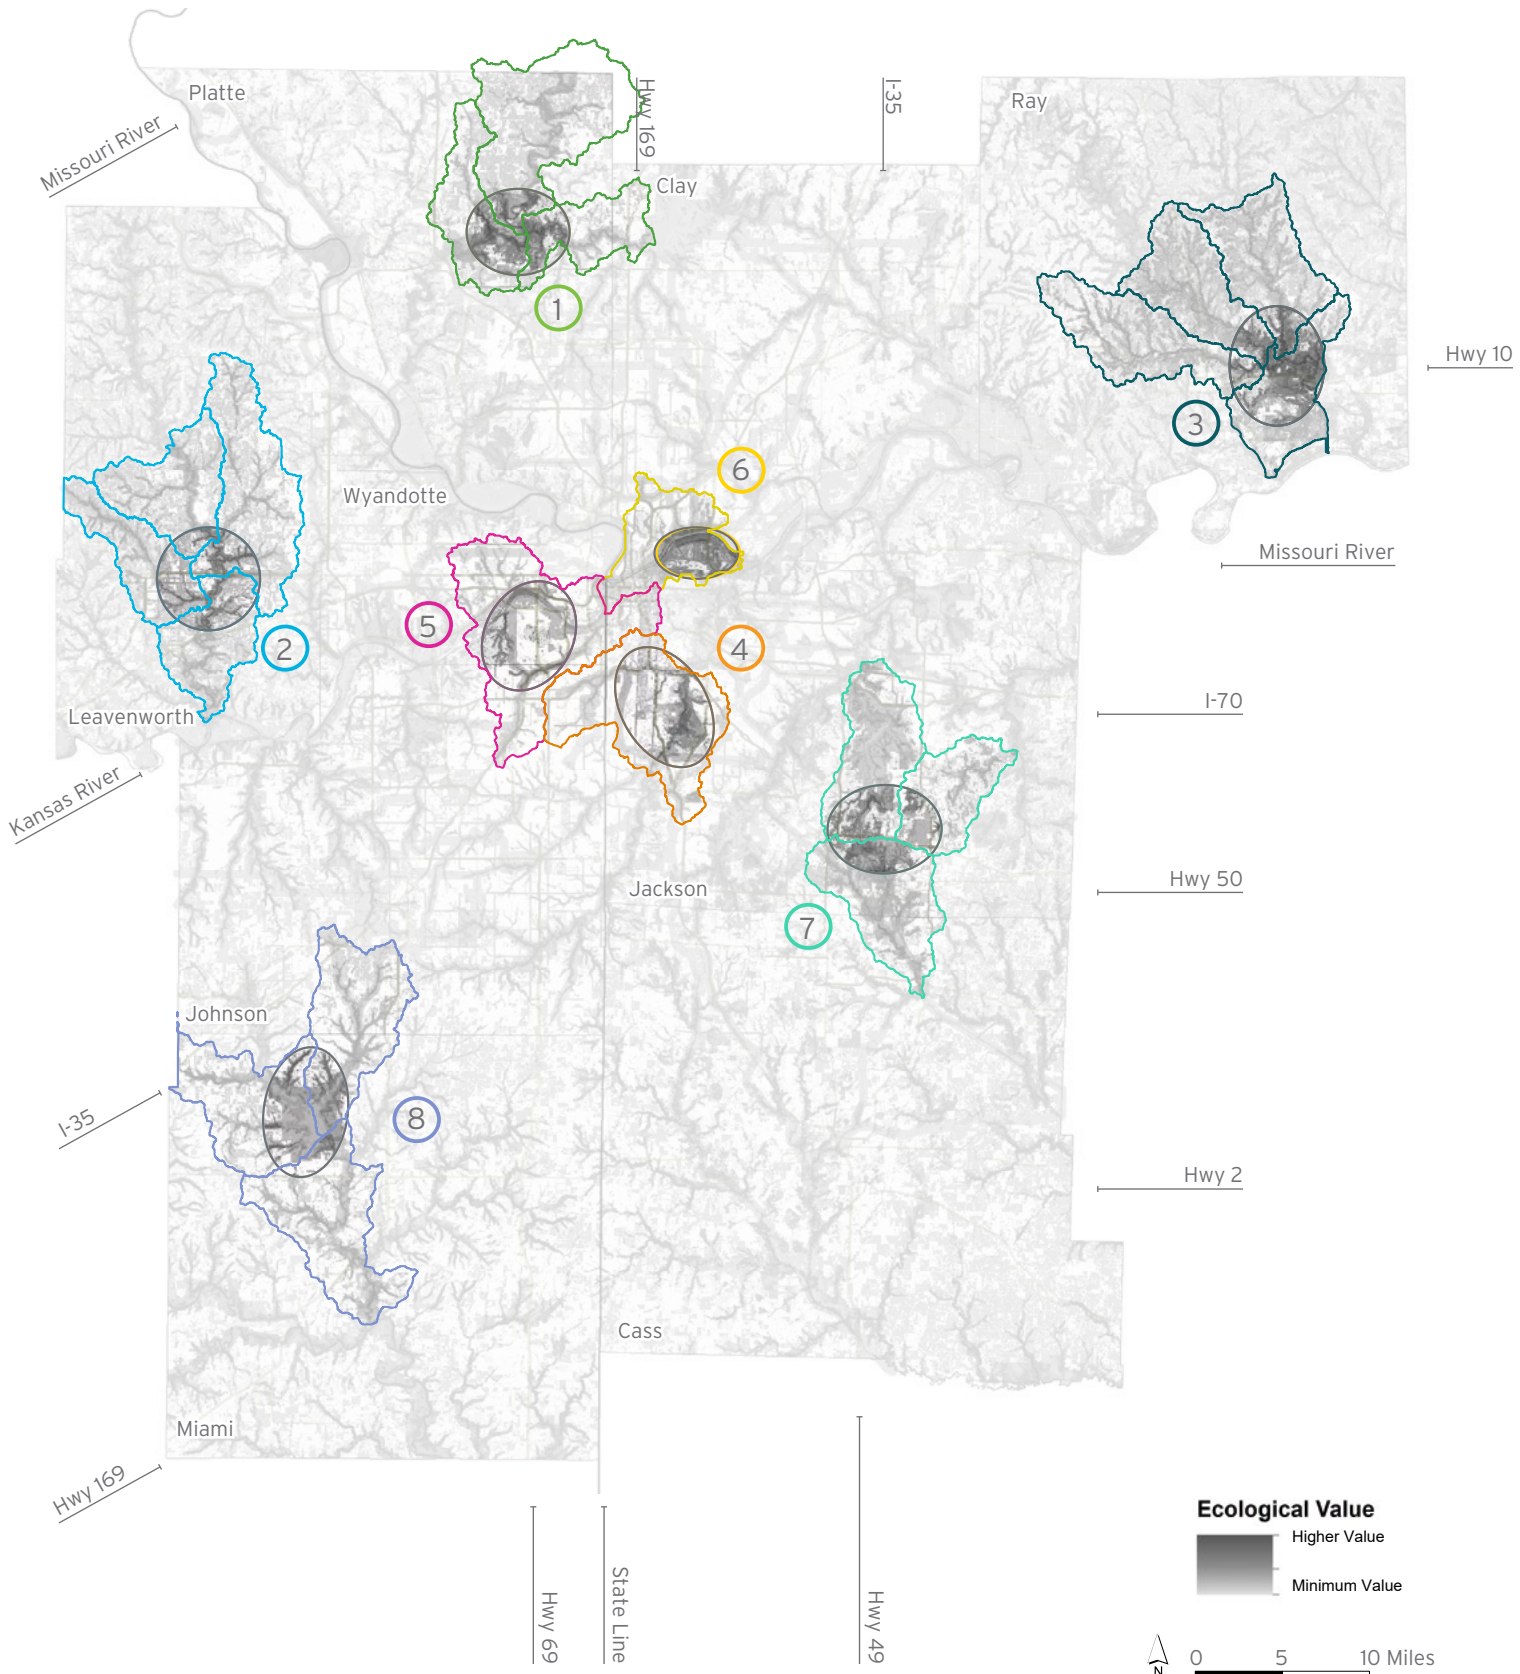 Platte
Hwy 169
I-35
Ray
Missouri River
Clay
1
Hwy 10
3
6
Wyandotte
Missouri River
5
4
2
I-70
Leavenworth
Kansas River
Hwy 50
Jackson
7
Johnson
8
I-35
Hwy 2
Cass
Miami
Hwy 169
Hwy 69
State Line
Hwy 49
Ecological Value
Higher Value
Minimum Value
N
0 5 10 Miles